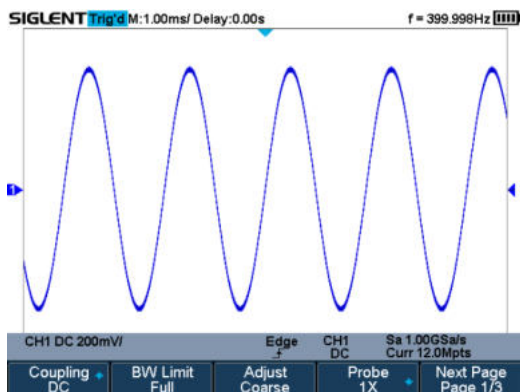 SIGLENT Trig'd M:1.00ms/ Delay:0.00s f = 399.998Hz
1
CH1 DC 200mV/ Edge CH1 Sa 1.00GSa/s
DC Curr 12.0Mpts
Coupling BW Limit Adjust Probe Next Page
DC Full Coarse 1X Page 1/3